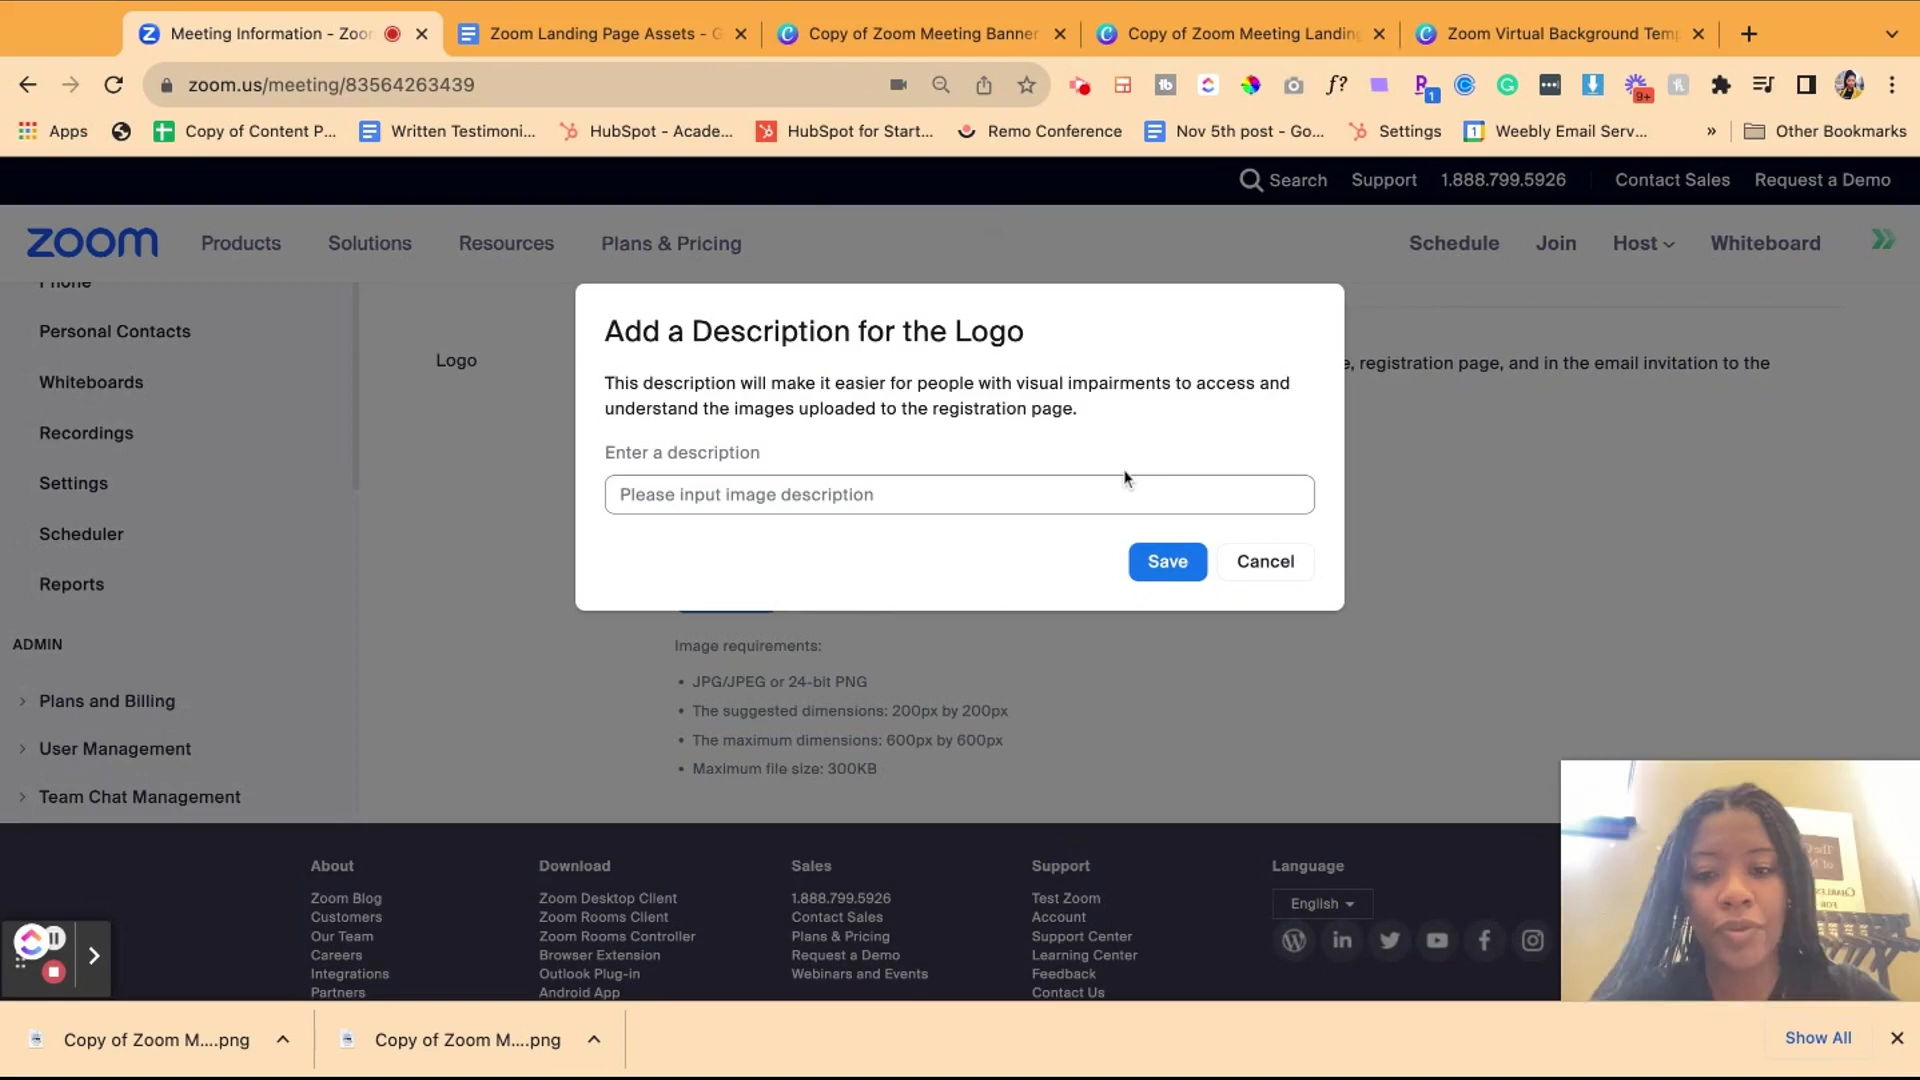 Meeting Information - Zoo
Zoom Landing Page Assets - G
Copy of Zoom Meeting Banner
Copy of Zoom Meeting Landin
Zoom Virtual Background Tem
zoom.us/meeting/83564263439
Apps
Copy of Content P...
Written Testimoni...
HubSpot - Acade...
HubSpot for Start...
Remo Conference
Nov 5th post - Go...
Settings
Weebly Email Serv...
Other Bookmarks
Search
Support
1.888.799.5926
Contact Sales
Request a Demo
zoom
Products
Solutions
Resources
Plans & Pricing
Schedule
Join
Host
Whiteboard
Phone
Personal Contacts
Whiteboards
Recordings
Settings
Scheduler
Reports
ADMIN
Plans and Billing
User Management
Team Chat Management
Logo
registration page, and in the email invitation to the
Add a Description for the Logo
This description will make it easier for people with visual impairments to access and
understand the images uploaded to the registration page.
Enter a description
Please input image description
Save
Cancel
Image requirements:
• JPG/JPEG or 24-bit PNG
• The suggested dimensions: 200px by 200px
• The maximum dimensions: 600px by 600px
• Maximum file size: 300KB
About
Zoom Blog
Customers
Our Team
Careers
Integrations
Partners
Download
Zoom Desktop Client
Zoom Rooms Client
Zoom Rooms Controller
Browser Extension
Outlook Plug-in
Android App
Sales
1.888.799.5926
Contact Sales
Plans & Pricing
Request a Demo
Webinars and Events
Support
Test Zoom
Account
Support Center
Learning Center
Feedback
Contact Us
Language
English
Copy of Zoom M....png
Copy of Zoom M....png
Show All